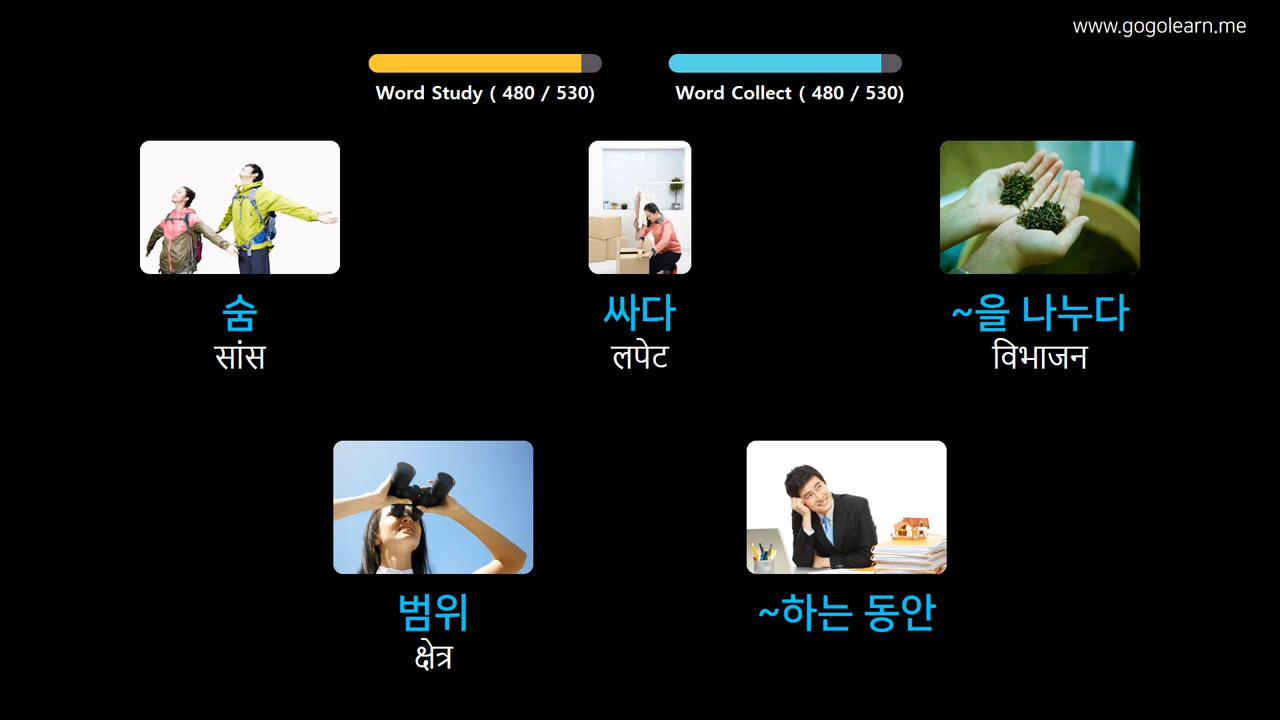 www.gogolearn.me
Word Study ( 480 / 530)
Word Collect ( 480 / 530)
숨
सांस
싸다
लपेट
~을 나누다
विभाजन
범위
क्षेत्र
~하는 동안